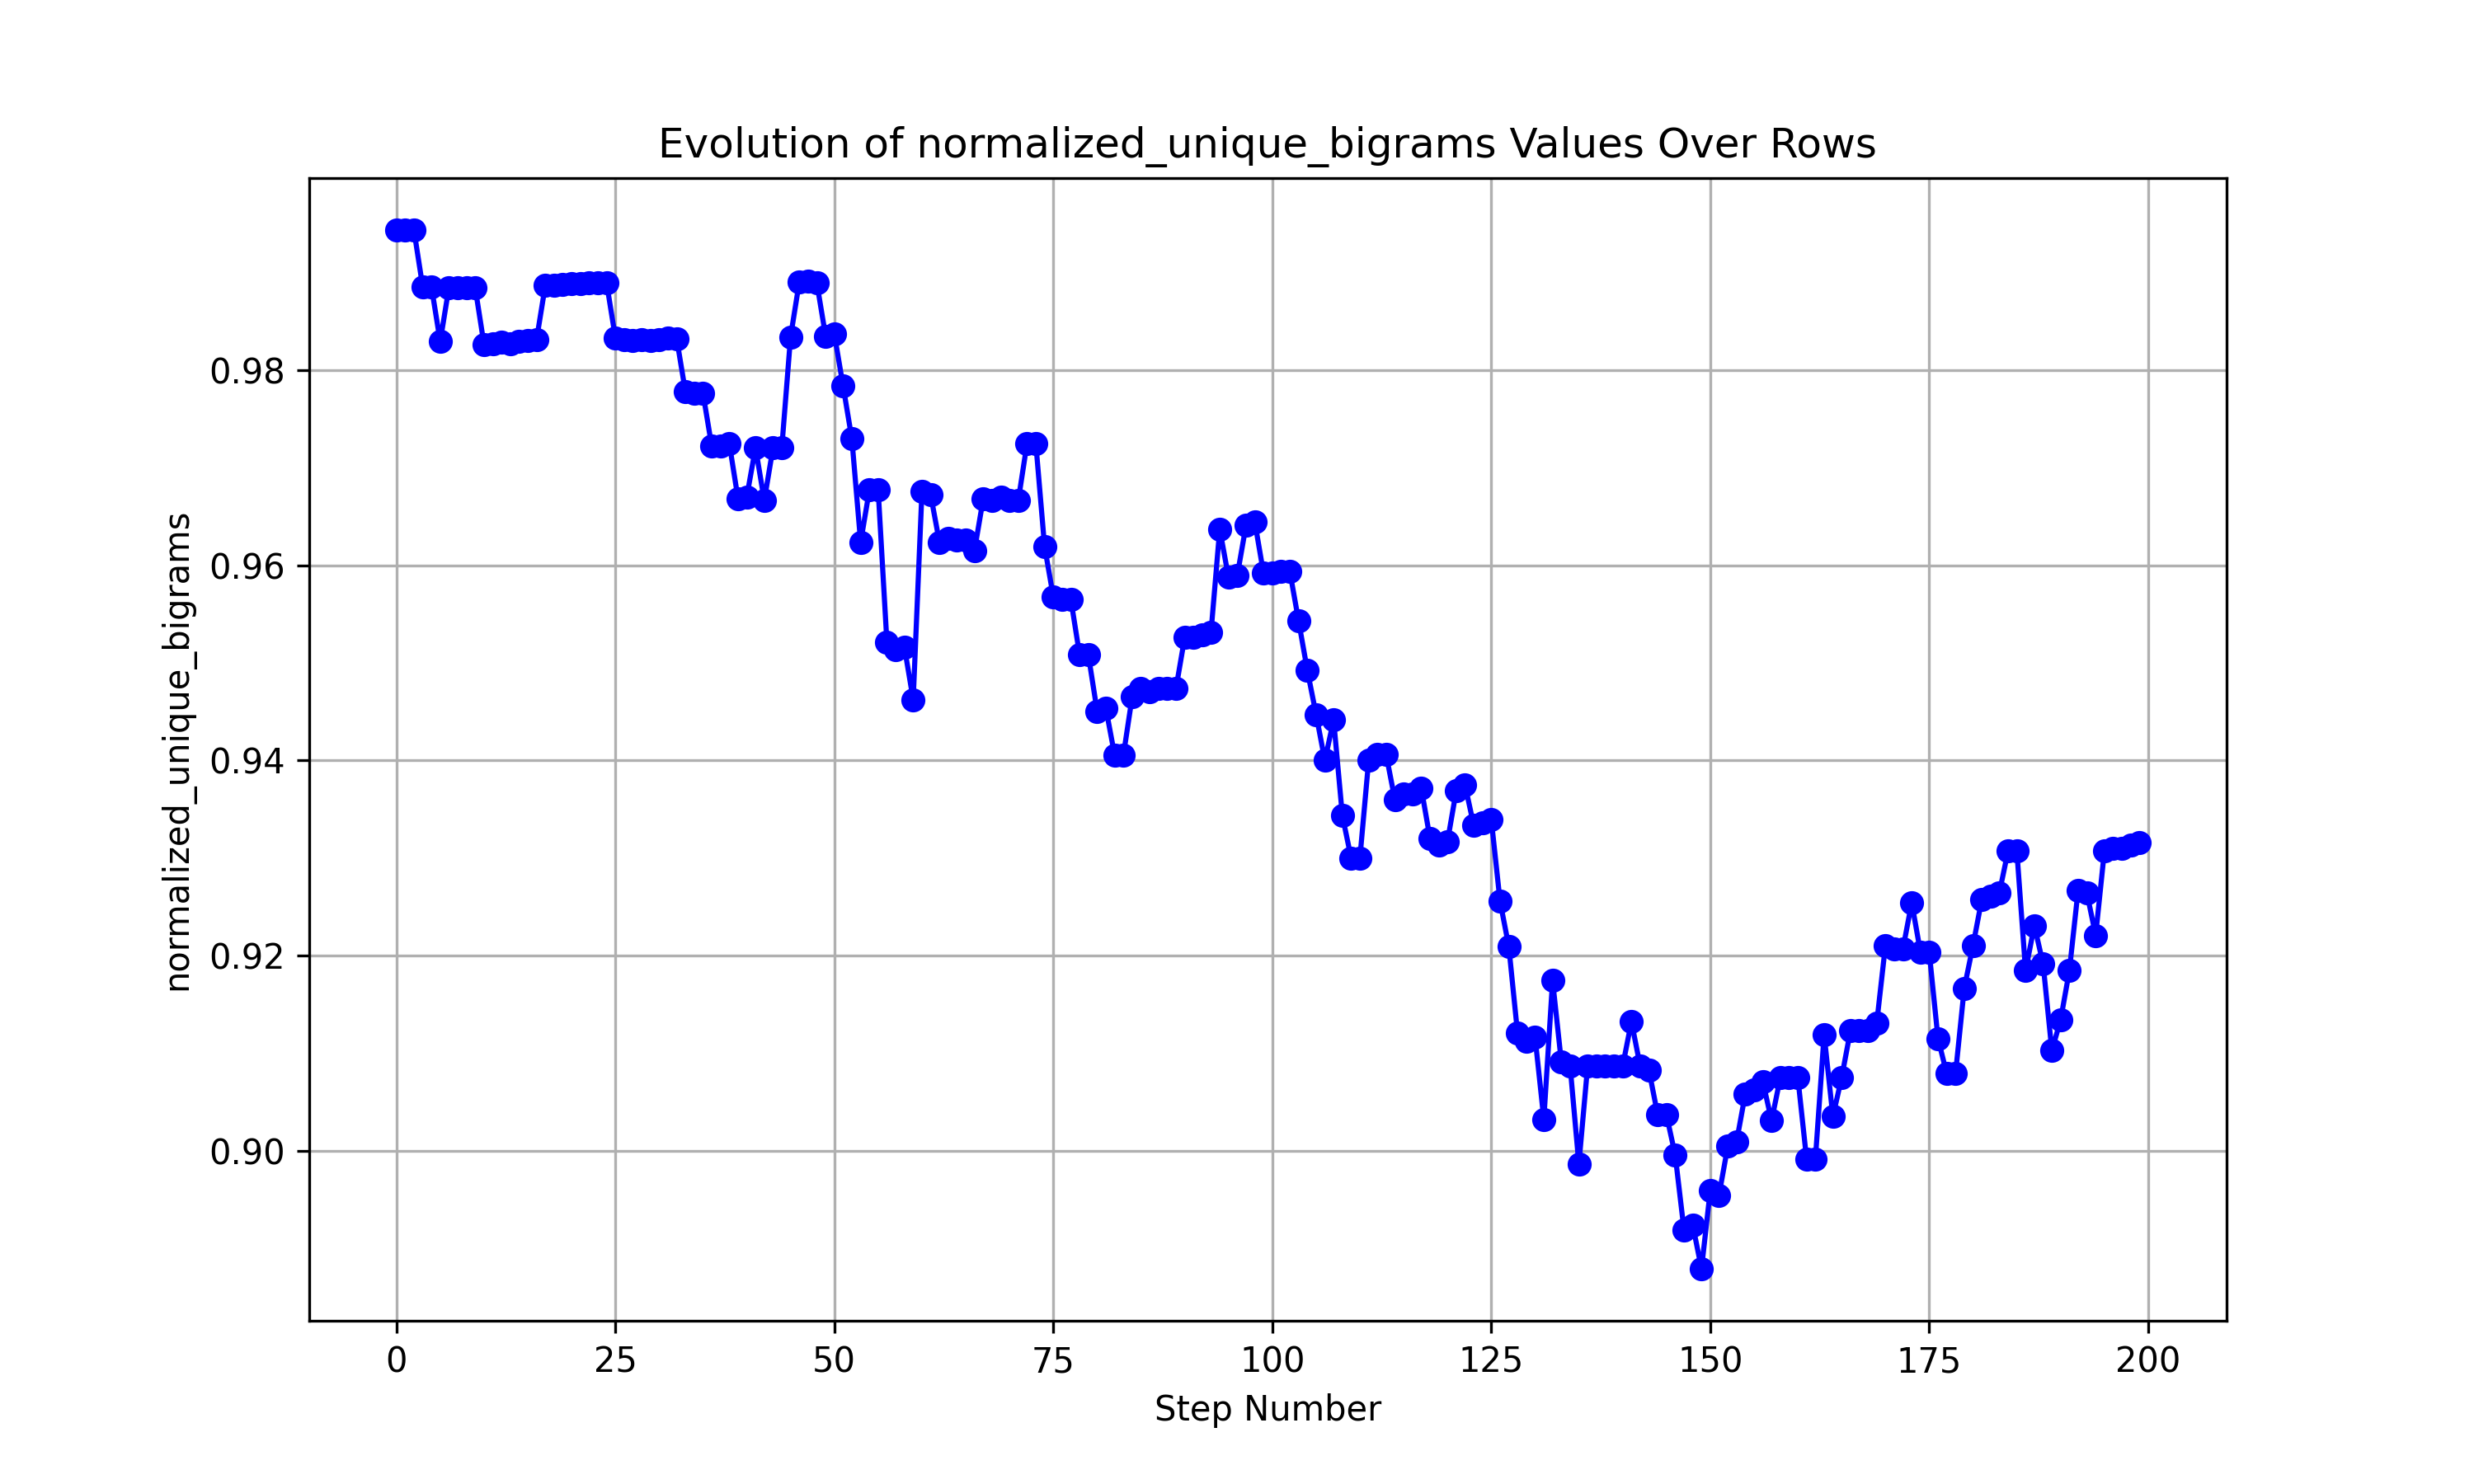 Evolution of normalized_unique_bigrams Values Over Rows
normalized_unique_bigrams
0.98
0.96
0.94
0.92
0.90
0 25 50 75 100 125 150 175 200
Step Number